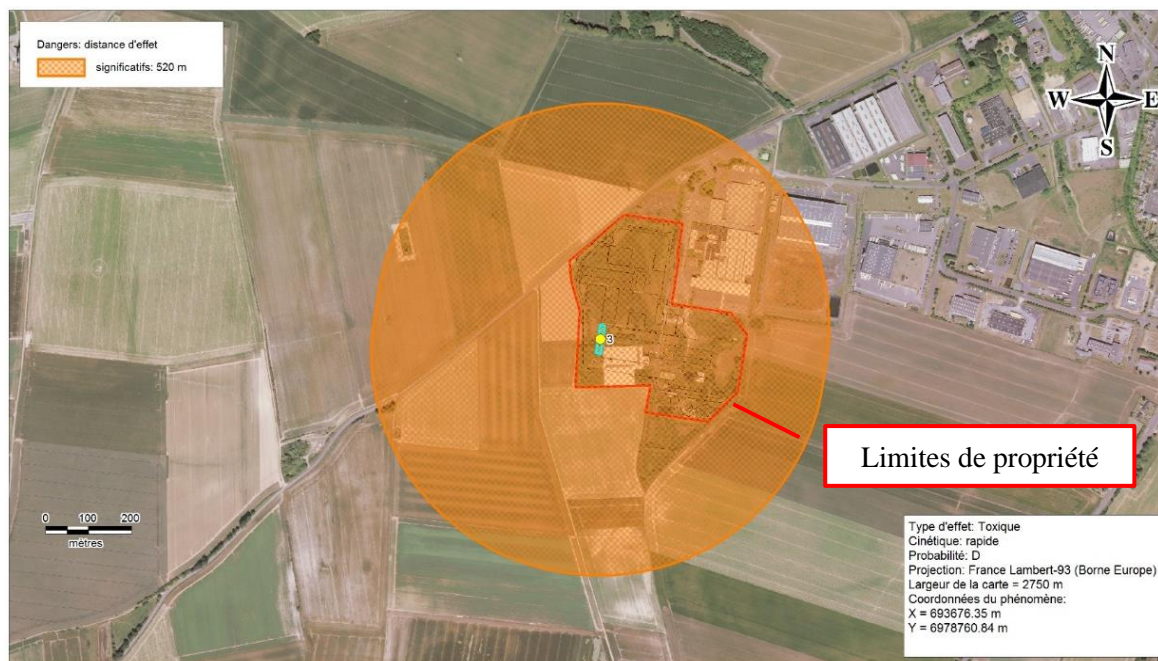 Dangers: distance d'effet
significatifs: 520 m
N
W E
S
3
Limites de propriété
0 100 200
mètres
Type d'effet: Toxique
Cinétique: rapide
Probabilité: D
Projection: France Lambert-93 (Borne Europe)
Largeur de la carte = 2750 m
Coordonnées du phénomène:
X = 693676.35 m
Y = 6978760.84 m